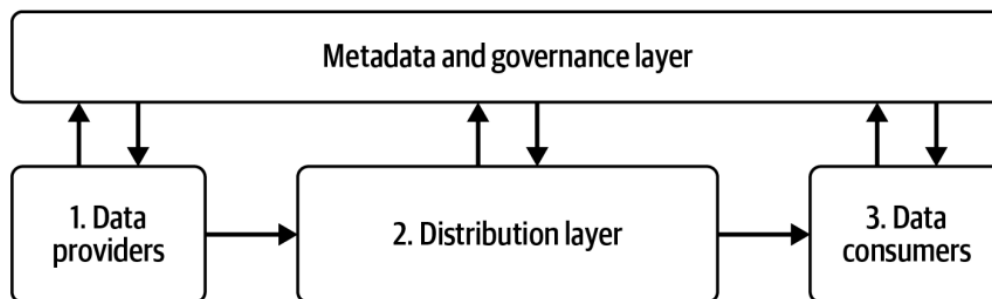 Metadata and governance layer
1. Data
providers
2. Distribution layer
3. Data
consumers